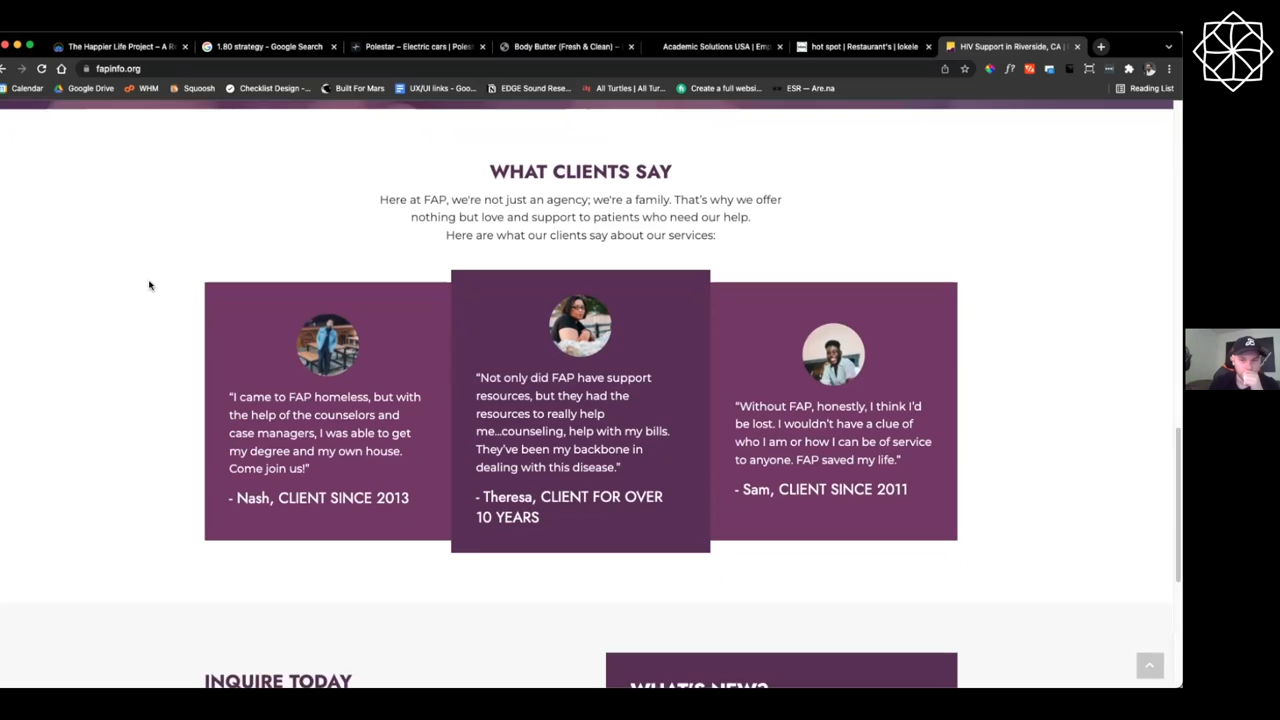 The Happier Life Project – A R
1.80 strategy - Google Search
Polestar – Electric cars | Poles
Body Butter (Fresh & Clean) –
Academic Solutions USA | Emp
hot spot | Restaurant's | lokele
HIV Support in Riverside, CA |
fapinfo.org
Calendar
Google Drive
WHM
Squoosh
Checklist Design -...
Built For Mars
UX/UI links - Goo...
EDGE Sound Rese...
All Turtles | All Tur...
Create a full websi...
ESR — Are.na
Reading List
WHAT CLIENTS SAY
Here at FAP, we're not just an agency; we're a family. That's why we offer
nothing but love and support to patients who need our help.
Here are what our clients say about our services:
“I came to FAP homeless, but with
the help of the counselors and
case managers, I was able to get
my degree and my own house.
Come join us!”
- Nash, CLIENT SINCE 2013
“Not only did FAP have support
resources, but they had the
resources to really help
me...counseling, help with my bills.
They've been my backbone in
dealing with this disease.”
- Theresa, CLIENT FOR OVER
10 YEARS
“Without FAP, honestly, I think I'd
be lost. I wouldn't have a clue of
who I am or how I can be of service
to anyone. FAP saved my life.”
- Sam, CLIENT SINCE 2011
INQUIRE TODAY
WHAT'S NEW?